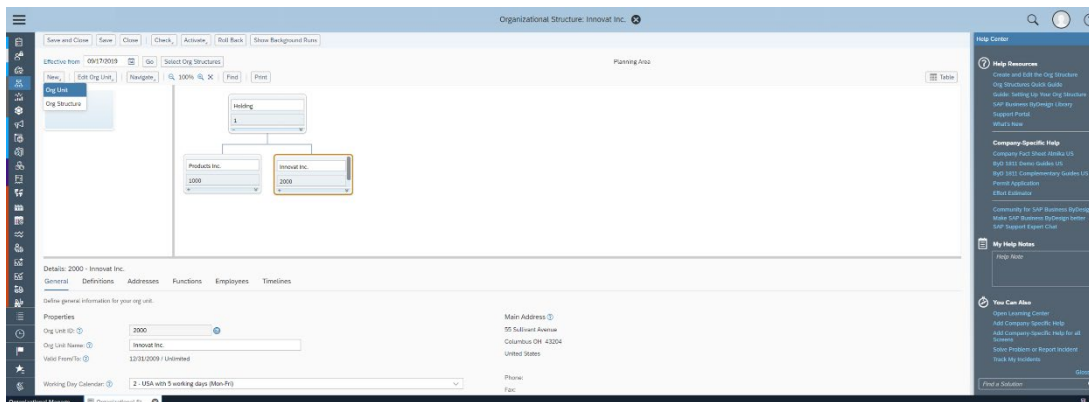 Organizational Structure: Innovat Inc.
Save and Close Save Close Check Activate Roll Back Show Background Runs
Effective from 09/17/2019 Go Select Org Structures
Planning Area
New Edit Org Unit Navigate 100% Find Print
Table
Org Unit
Org Structure
Holding
1
Products Inc.
1000
Innovat Inc.
2000
Details: 2000 - Innovat Inc.
General Definitions Addresses Functions Employees Timelines
Define general information for your org unit.
Properties
Org Unit ID: 2000
Org Unit Name: Innovat Inc.
Valid From/To: 12/31/2009 / Unlimited
Working Day Calendar: 2 - USA with 5 working days (Mon-Fri)
Main Address
55 Sullivant Avenue
Columbus OH 43204
United States
Phone:
Fax:
Help Center
Help Resources
Create and Edit the Org Structure
Org Structures Quick Guide
Guide: Setting Up Your Org Structure
SAP Business ByDesign Library
Support Portal
What's New
Company-Specific Help
Company Fact Sheet Almika US
ByD 1811 Demo Guides US
ByD 1811 Complementary Guides US
Permit Application
Effort Estimator
Community for SAP Business ByDesign
Make SAP Business ByDesign better
SAP Support Expert Chat
My Help Notes
Help Note
You Can Also
Open Learning Center
Add Company-Specific Help
Add Company-Specific Help for all
Screens
Solve Problem or Report Incident
Track My Incidents
Find a Solution